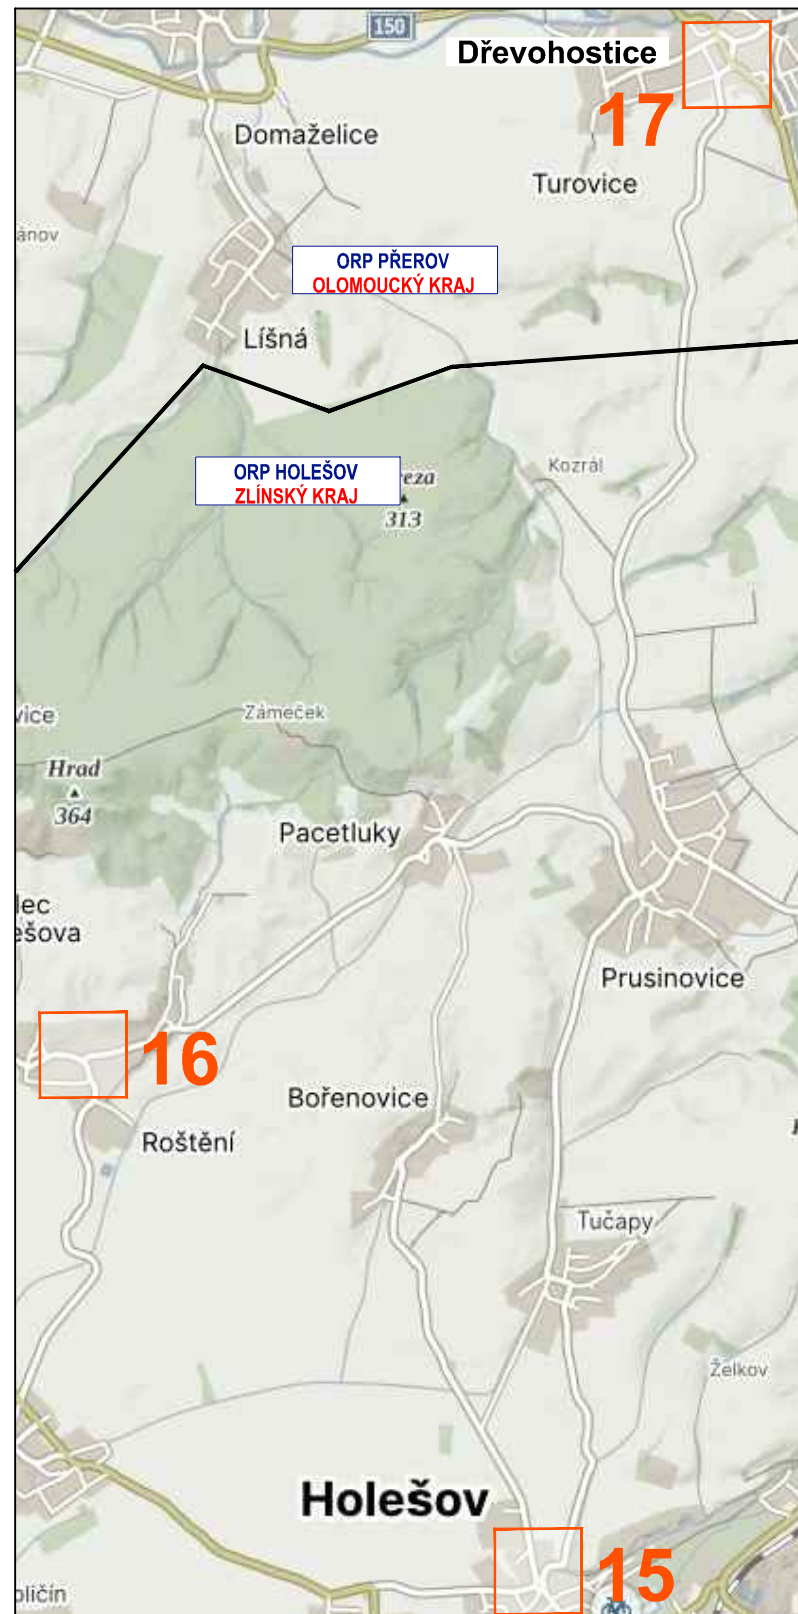 150
Dřevohostice
17
Domaželice
Turovice
ánov
ORP PŘEROV
OLOMOUCKÝ KRAJ
Líšná
Kozrál
ORP HOLEŠOV
ZLÍNSKÝ KRAJ
eza
313
Zámeček
vice
Hrad
364
Pacetluky
lec
ešova
Prusinovice
16
Bořenovice
Roštění
Tučapy
Želkov
Holešov
15
oličín